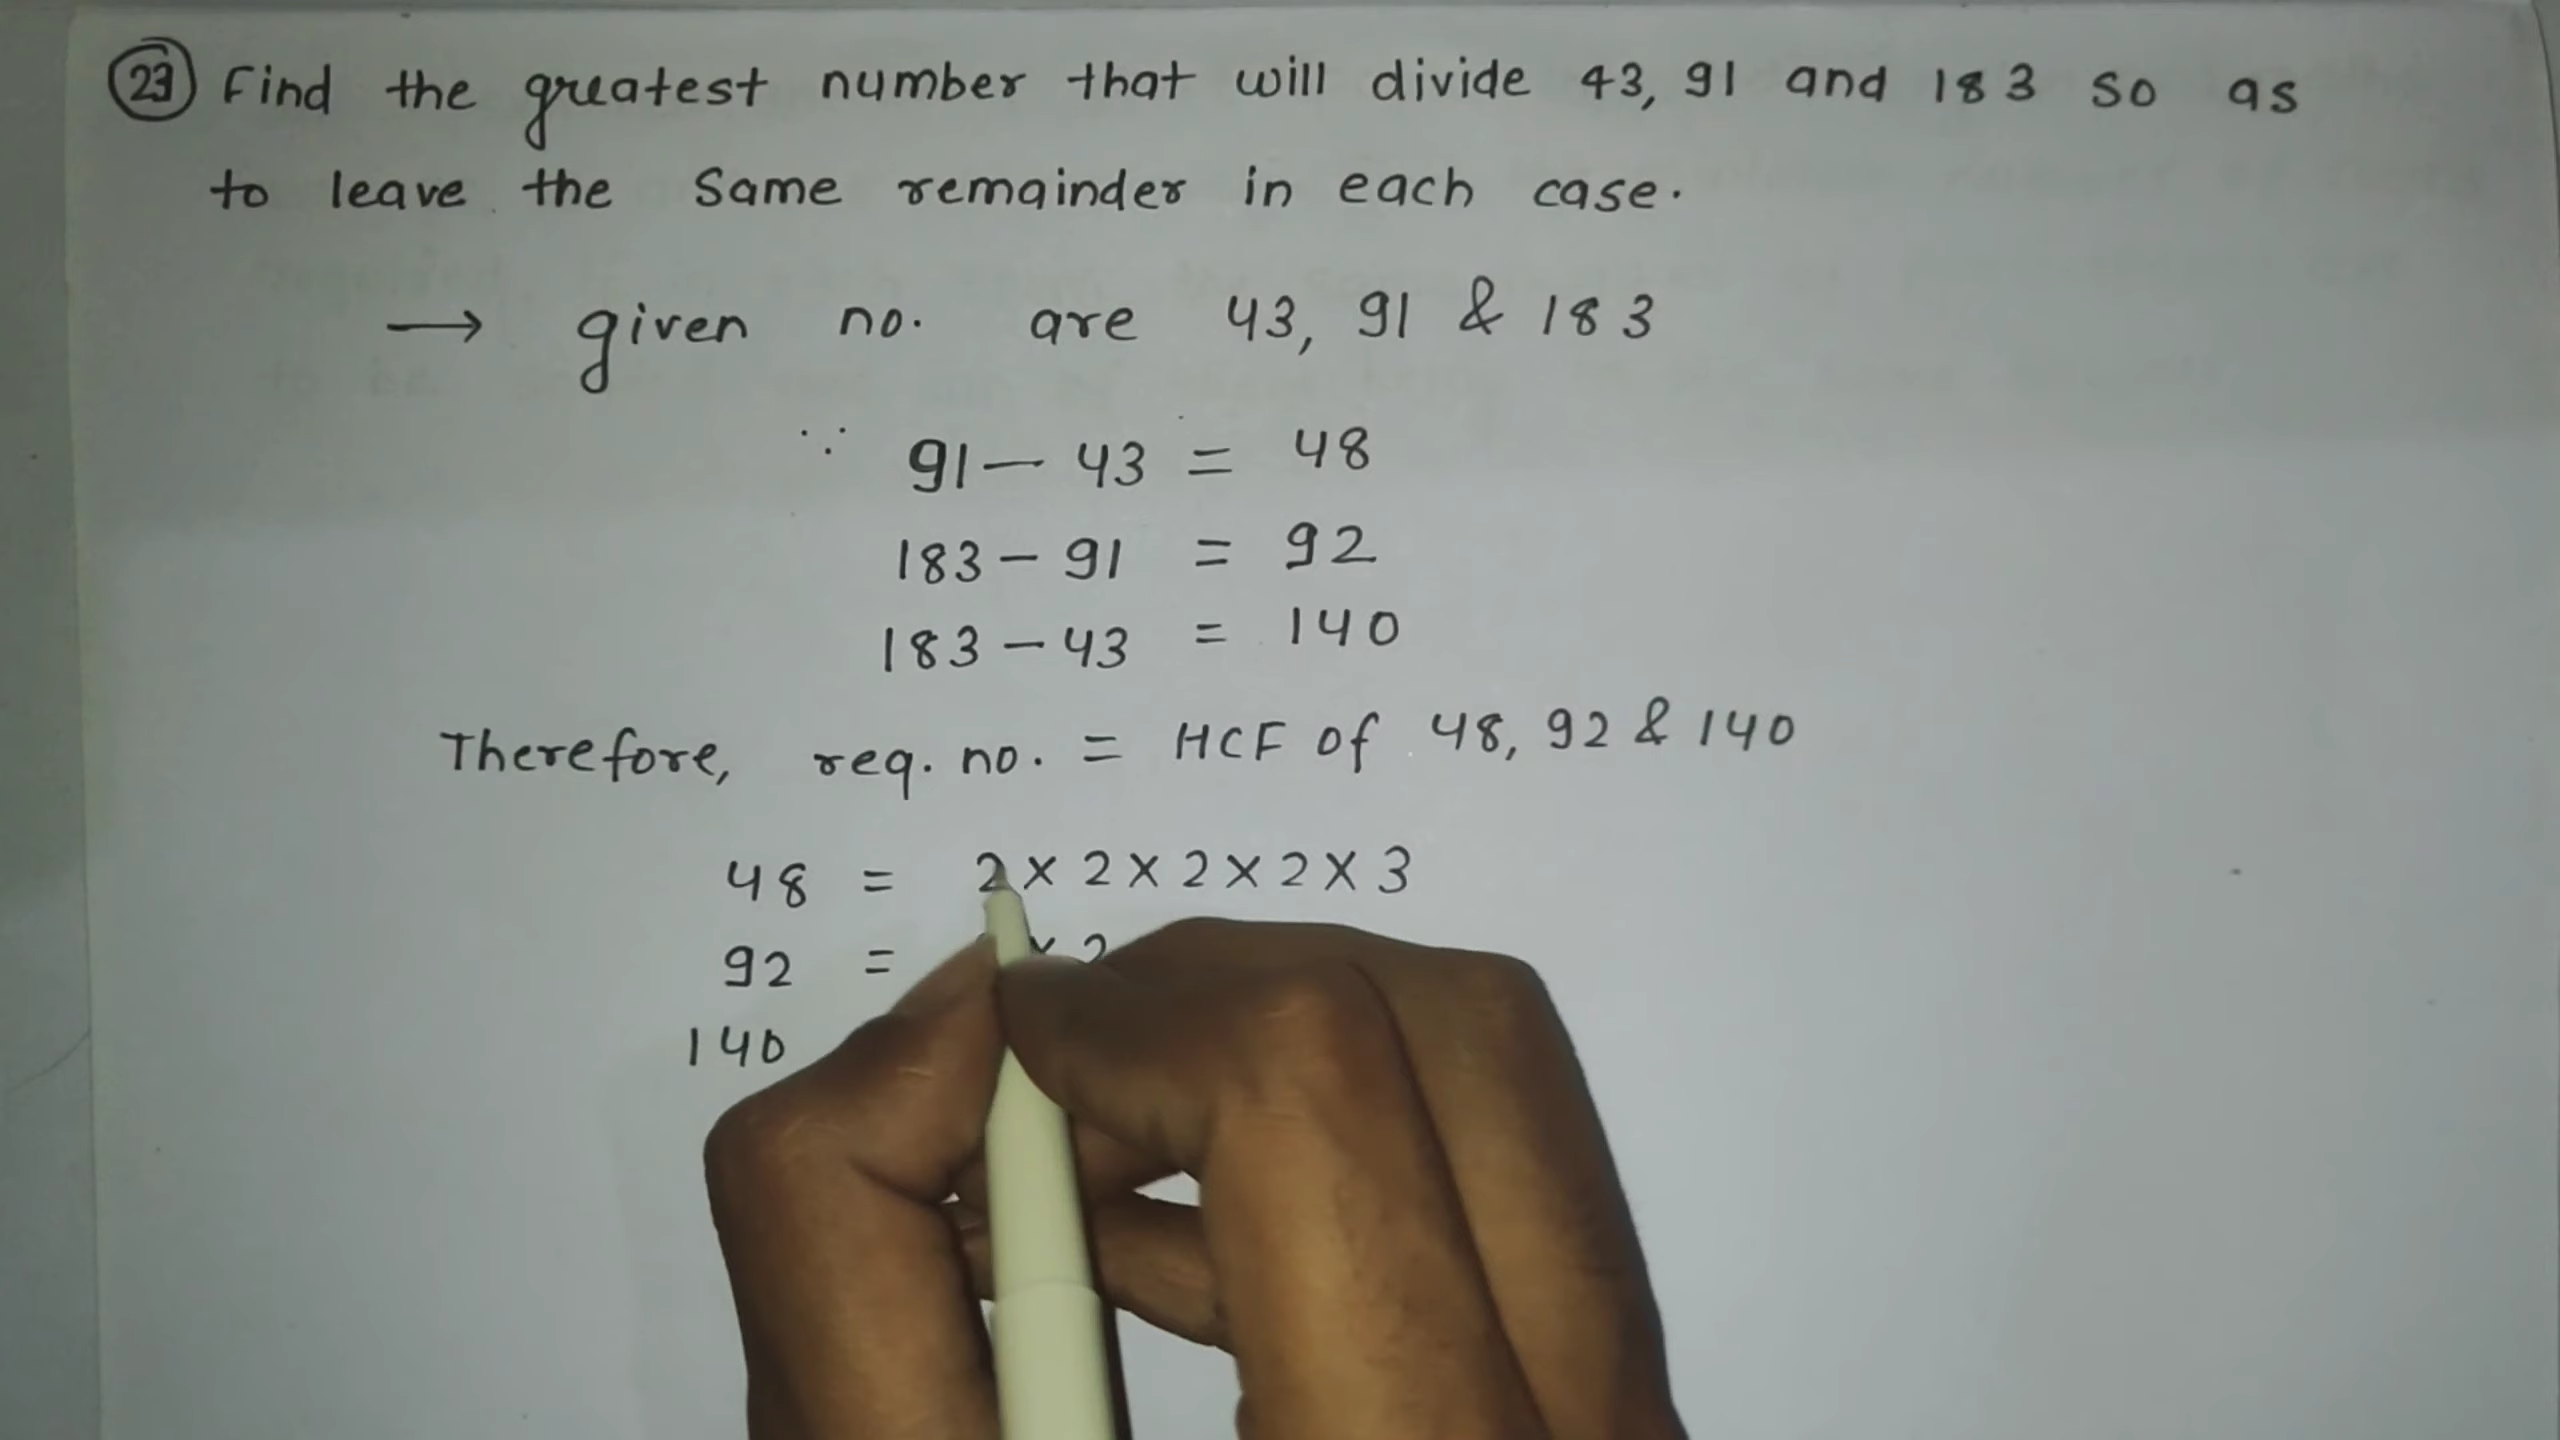 23 Find the greatest number that will divide 43, 91 and 183 so as
to leave the same remainder in each case.
→ given no. are 43, 91 & 183
∵ 91 — 43 = 48
183 — 91 = 92
183 — 43 = 140
Therefore, req. no. = HCF of 48, 92 & 140
48 = 2 × 2 × 2 × 2 × 3
92 = × 2
140